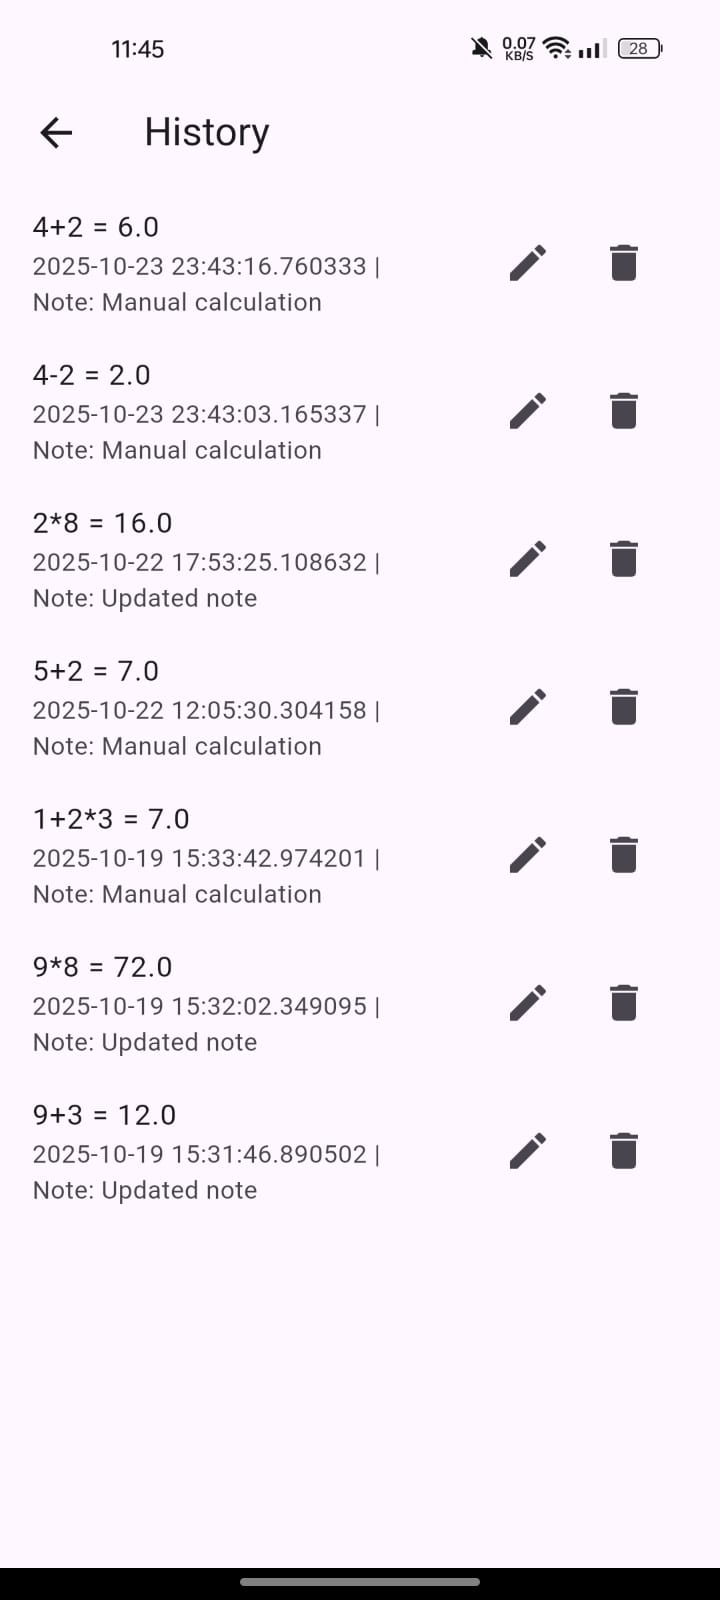 11:45
0.07
KB/S
28
History
4+2 = 6.0
2025-10-23 23:43:16.760333 |
Note: Manual calculation
4-2 = 2.0
2025-10-23 23:43:03.165337 |
Note: Manual calculation
2*8 = 16.0
2025-10-22 17:53:25.108632 |
Note: Updated note
5+2 = 7.0
2025-10-22 12:05:30.304158 |
Note: Manual calculation
1+2*3 = 7.0
2025-10-19 15:33:42.974201 |
Note: Manual calculation
9*8 = 72.0
2025-10-19 15:32:02.349095 |
Note: Updated note
9+3 = 12.0
2025-10-19 15:31:46.890502 |
Note: Updated note